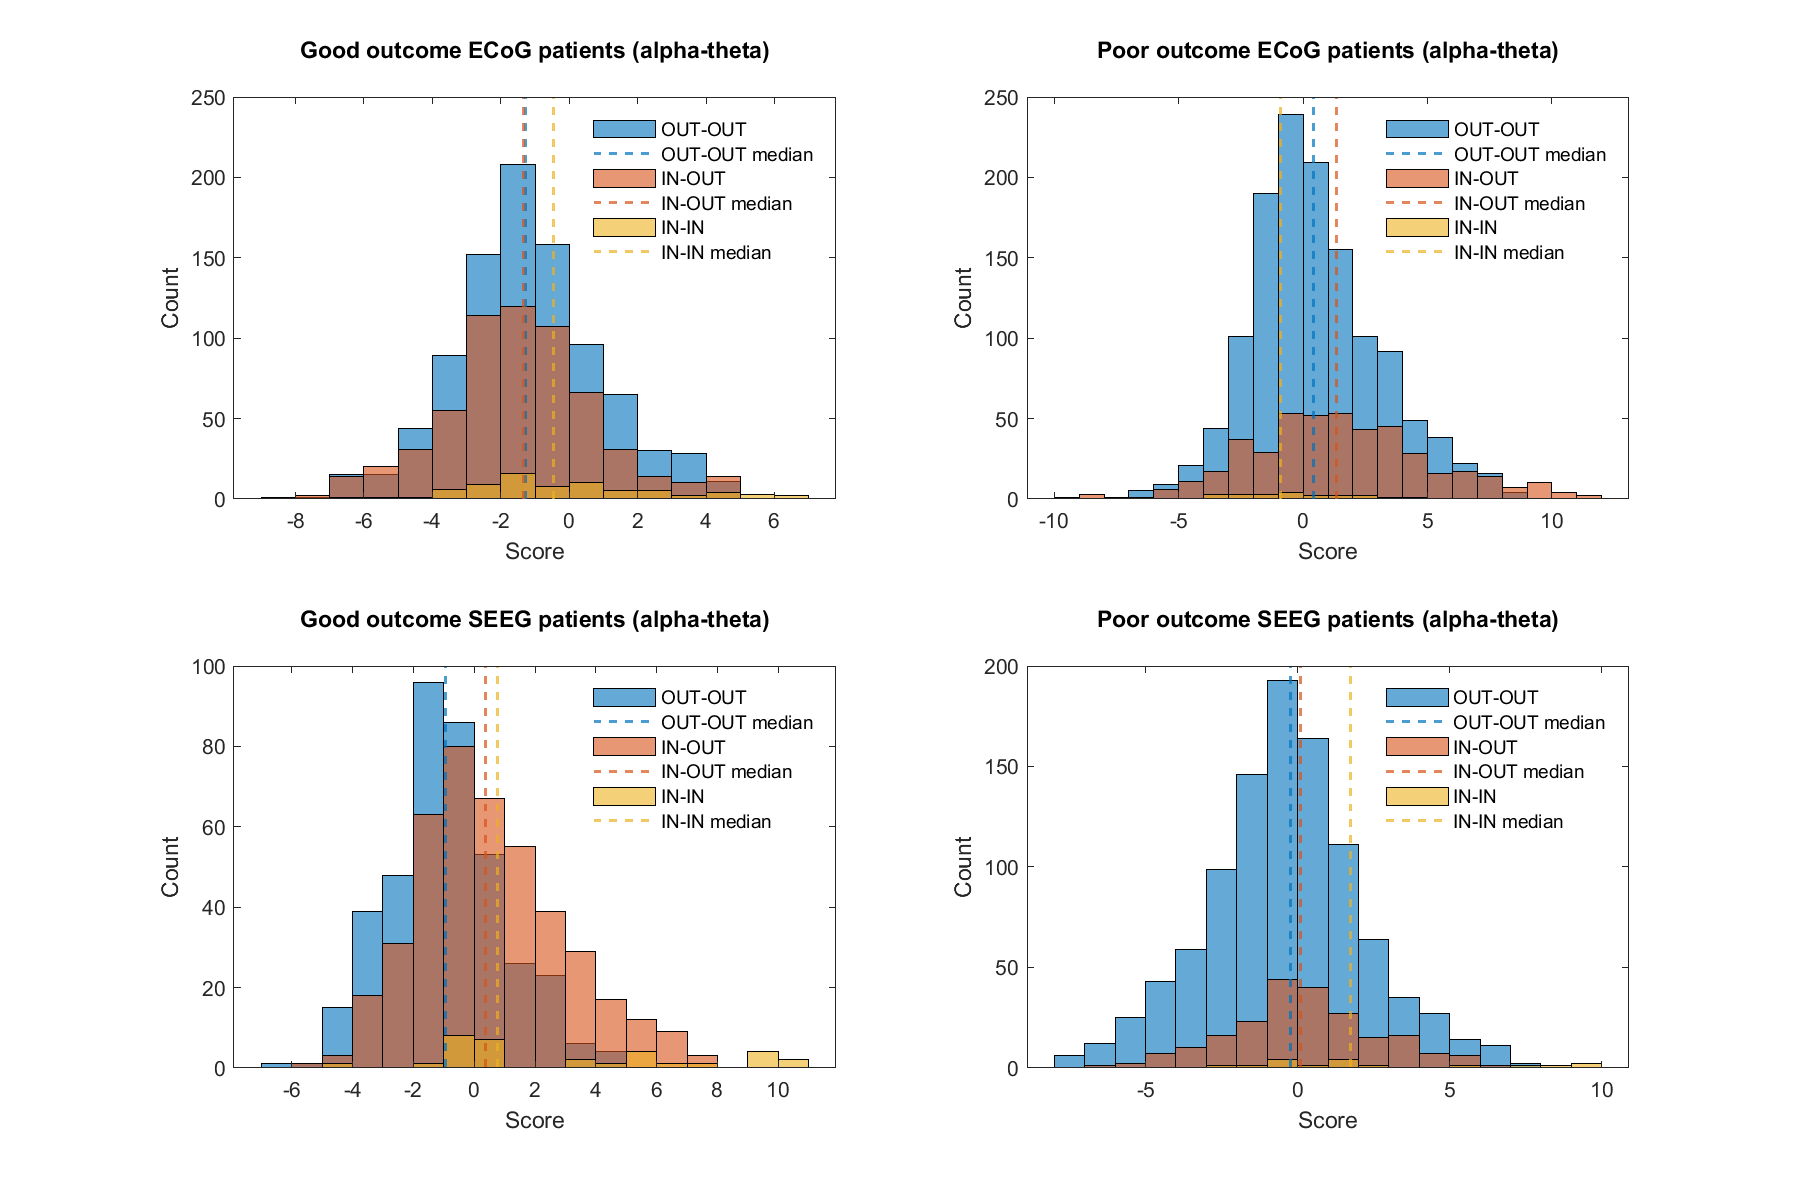 Good outcome ECoG patients (alpha-theta)
250
200
150
100
50
0
Count
-8
-6
-4
-2
0
2
4
6
Score
OUT-OUT
OUT-OUT median
IN-OUT
IN-OUT median
IN-IN
IN-IN median
Poor outcome ECoG patients (alpha-theta)
250
200
150
100
50
0
Count
-10
-5
0
5
10
Score
OUT-OUT
OUT-OUT median
IN-OUT
IN-OUT median
IN-IN
IN-IN median
Good outcome SEEG patients (alpha-theta)
100
80
60
40
20
0
Count
-6
-4
-2
0
2
4
6
8
10
Score
OUT-OUT
OUT-OUT median
IN-OUT
IN-OUT median
IN-IN
IN-IN median
Poor outcome SEEG patients (alpha-theta)
200
150
100
50
0
Count
-5
0
5
10
Score
OUT-OUT
OUT-OUT median
IN-OUT
IN-OUT median
IN-IN
IN-IN median